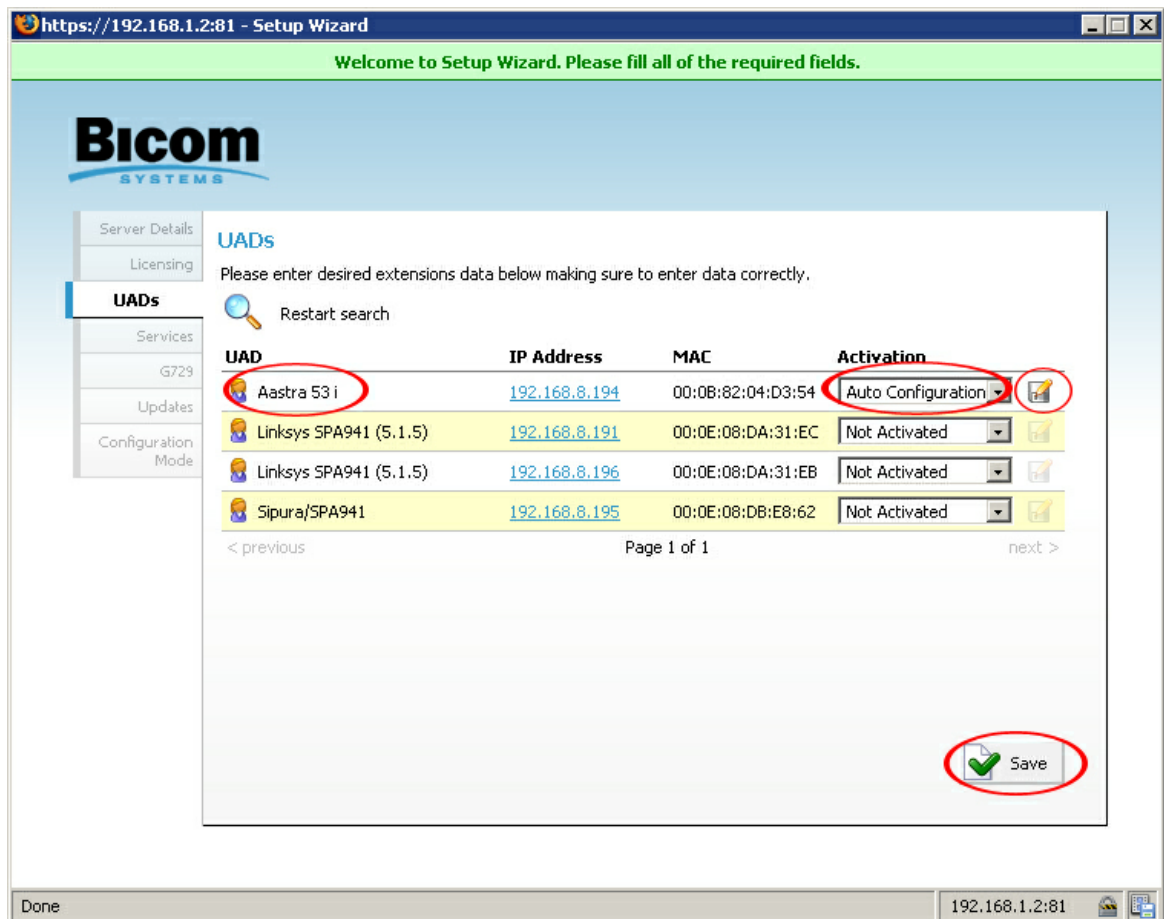 https://192.168.1.2:81 - Setup Wizard
Welcome to Setup Wizard. Please fill all of the required fields.
Bicom
SYSTEMS
Server Details
Licensing
UADs
Services
G729
Updates
Configuration
Mode
UADs
Please enter desired extensions data below making sure to enter data correctly.
Restart search
UAD IP Address MAC Activation
Aastra 53 i 192.168.8.194 00:0B:82:04:D3:54 Auto Configuration
Linksys SPA941 (5.1.5) 192.168.8.191 00:0E:08:DA:31:EC Not Activated
Linksys SPA941 (5.1.5) 192.168.8.196 00:0E:08:DA:31:EB Not Activated
Sipura/SPA941 192.168.8.195 00:0E:08:DB:E8:62 Not Activated
< previous Page 1 of 1 next >
Save
Done 192.168.1.2:81